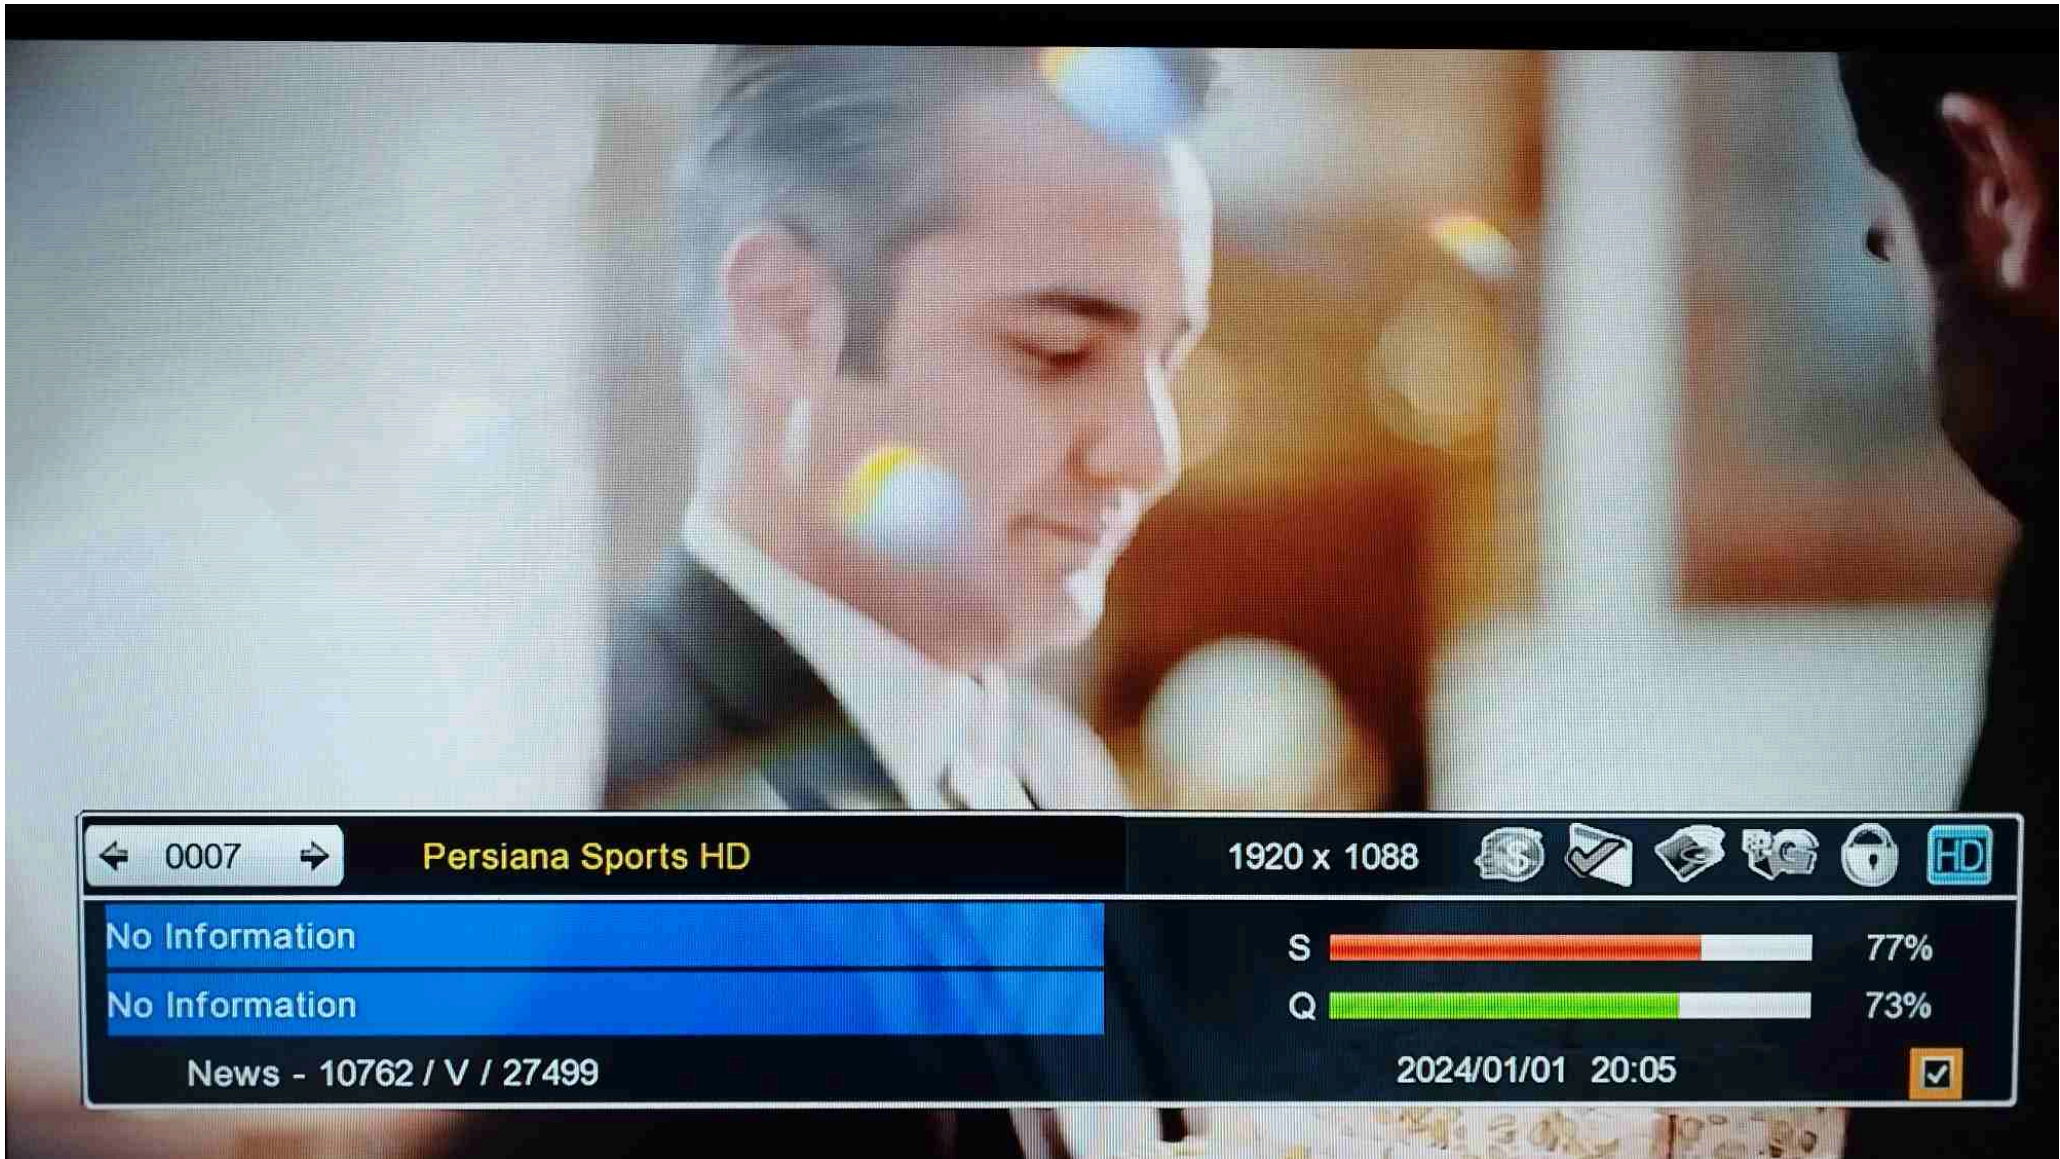 0007 Persiana Sports HD 1920 x 1088 HD
No Information S 77%
No Information Q 73%
News - 10762 / V / 27499 2024/01/01 20:05